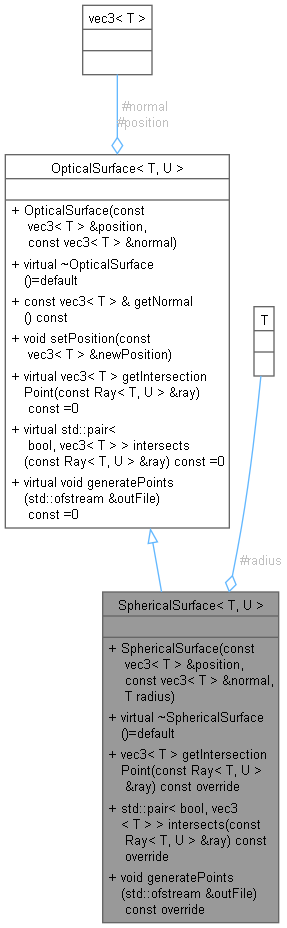 vec3< T >
#normal
#position
OpticalSurface< T, U >
+ OpticalSurface(const
vec3< T > &position,
const vec3< T > &normal)
+ virtual ~OpticalSurface
()=default
+ const vec3< T > & getNormal
() const
+ void setPosition(const
vec3< T > &newPosition)
+ virtual vec3< T > getIntersection
Point(const Ray< T, U > &ray)
const =0
+ virtual std::pair<
bool, vec3< T > > intersects
(const Ray< T, U > &ray) const =0
+ virtual void generatePoints
(std::ofstream &outFile)
const =0
T
#radius
SphericalSurface< T, U >
+ SphericalSurface(const
vec3< T > &position,
const vec3< T > &normal,
T radius)
+ virtual ~SphericalSurface
()=default
+ vec3< T > getIntersection
Point(const Ray< T, U >
&ray) const override
+ std::pair< bool, vec3
< T > > intersects(const
Ray< T, U > &ray) const
override
+ void generatePoints
(std::ofstream &outFile)
const override